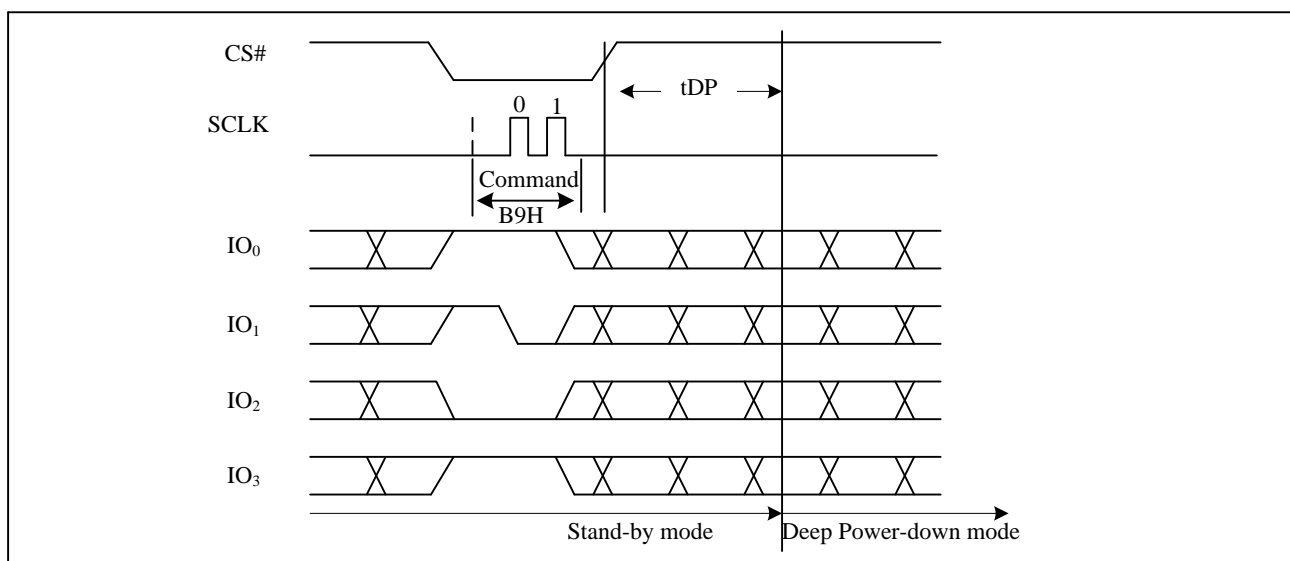 CS#
tDP
0 1
SCLK
Command
B9H
IO₀
IO₁
IO₂
IO₃
Stand-by mode Deep Power-down mode